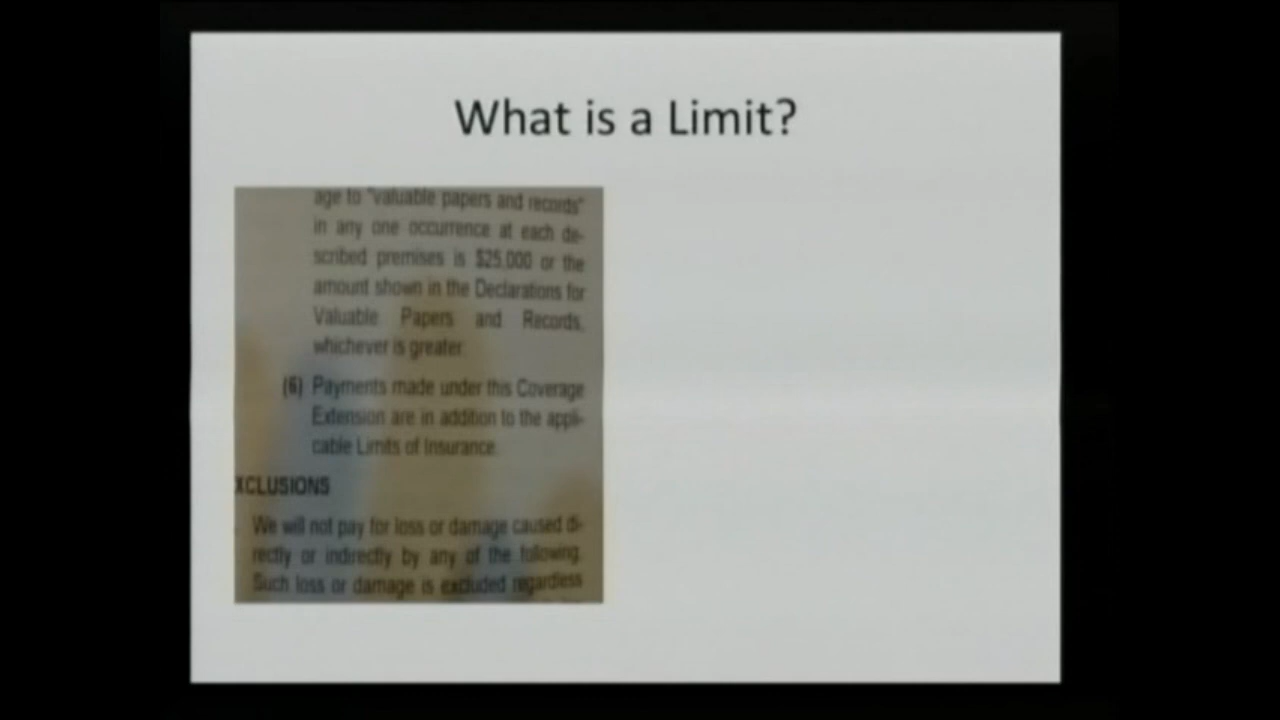 What is a Limit?
age to "valuable papers and records"
in any one occurrence at each de-
scribed premises is $25,000 or the
amount shown in the Declarations for
Valuable Papers and Records,
whichever is greater.
(6) Payments made under this Coverage
Extension are in addition to the appli-
cable Limits of Insurance.
XCLUSIONS
We will not pay for loss or damage caused di-
rectly or indirectly by any of the following.
Such loss or damage is excluded regardless